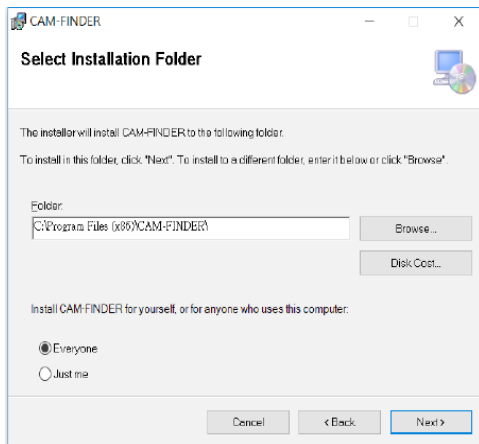 CAM-FINDER
Select Installation Folder
The installer will install CAM-FINDER to the following folder.
To install in this folder, click "Next". To install to a different folder, enter it below or click "Browse".
Folder:
C:\Program Files (x86)\CAM-FINDER\
Browse...
Disk Cost...
Install CAM-FINDER for yourself, or for anyone who uses this computer:
Everyone
Just me
Cancel
< Back
Next >